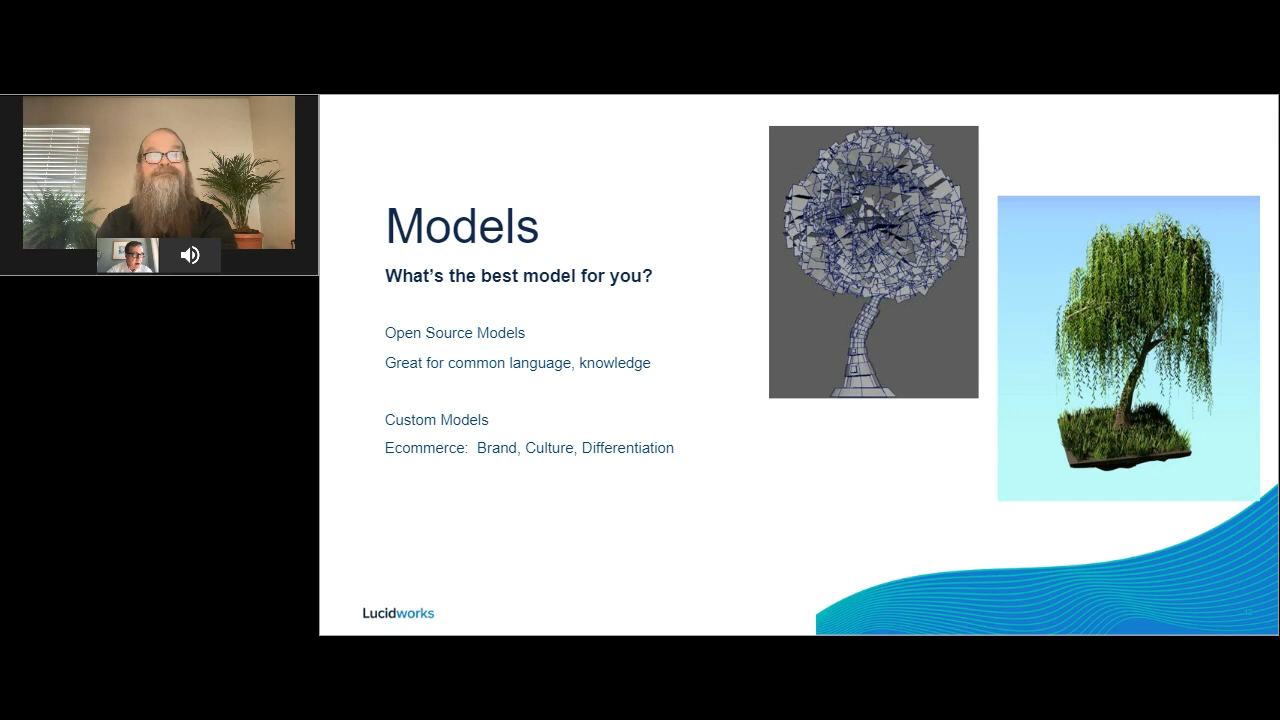 Models
What's the best model for you?
Open Source Models
Great for common language, knowledge
Custom Models
Ecommerce: Brand, Culture, Differentiation
Lucidworks